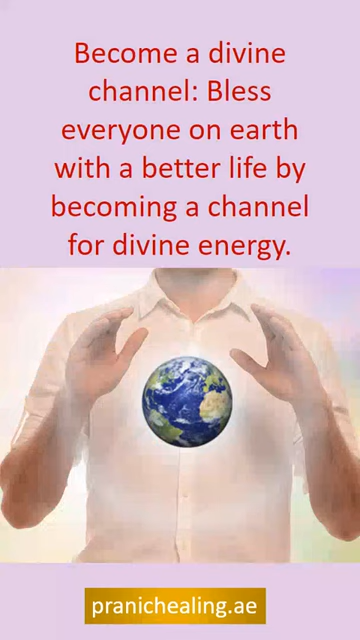 Become a divine
channel: Bless
everyone on earth
with a better life by
becoming a channel
for divine energy.
pranichealing.ae